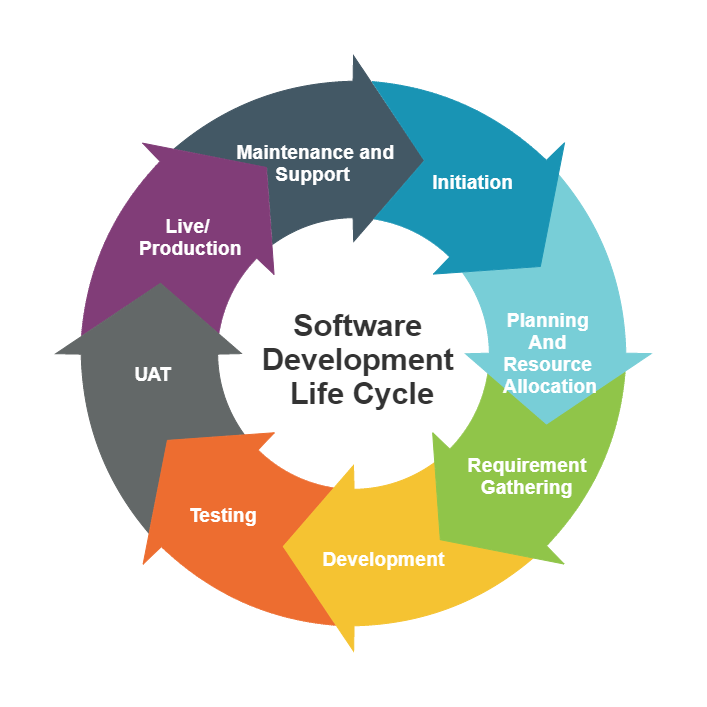 Maintenance and
Support
Initiation
Live/
Production
Planning
And
Resource
Allocation
Software
Development
Life Cycle
UAT
Requirement
Gathering
Testing
Development